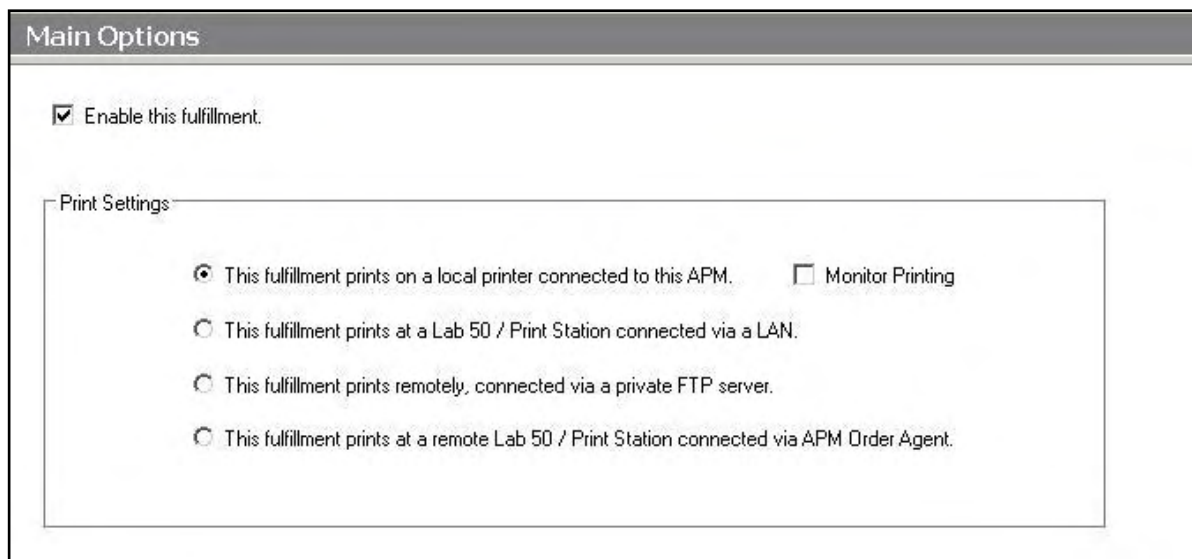 Main Options
Enable this fulfillment.
Print Settings
This fulfillment prints on a local printer connected to this APM. Monitor Printing
This fulfillment prints at a Lab 50 / Print Station connected via a LAN.
This fulfillment prints remotely, connected via a private FTP server.
This fulfillment prints at a remote Lab 50 / Print Station connected via APM Order Agent.